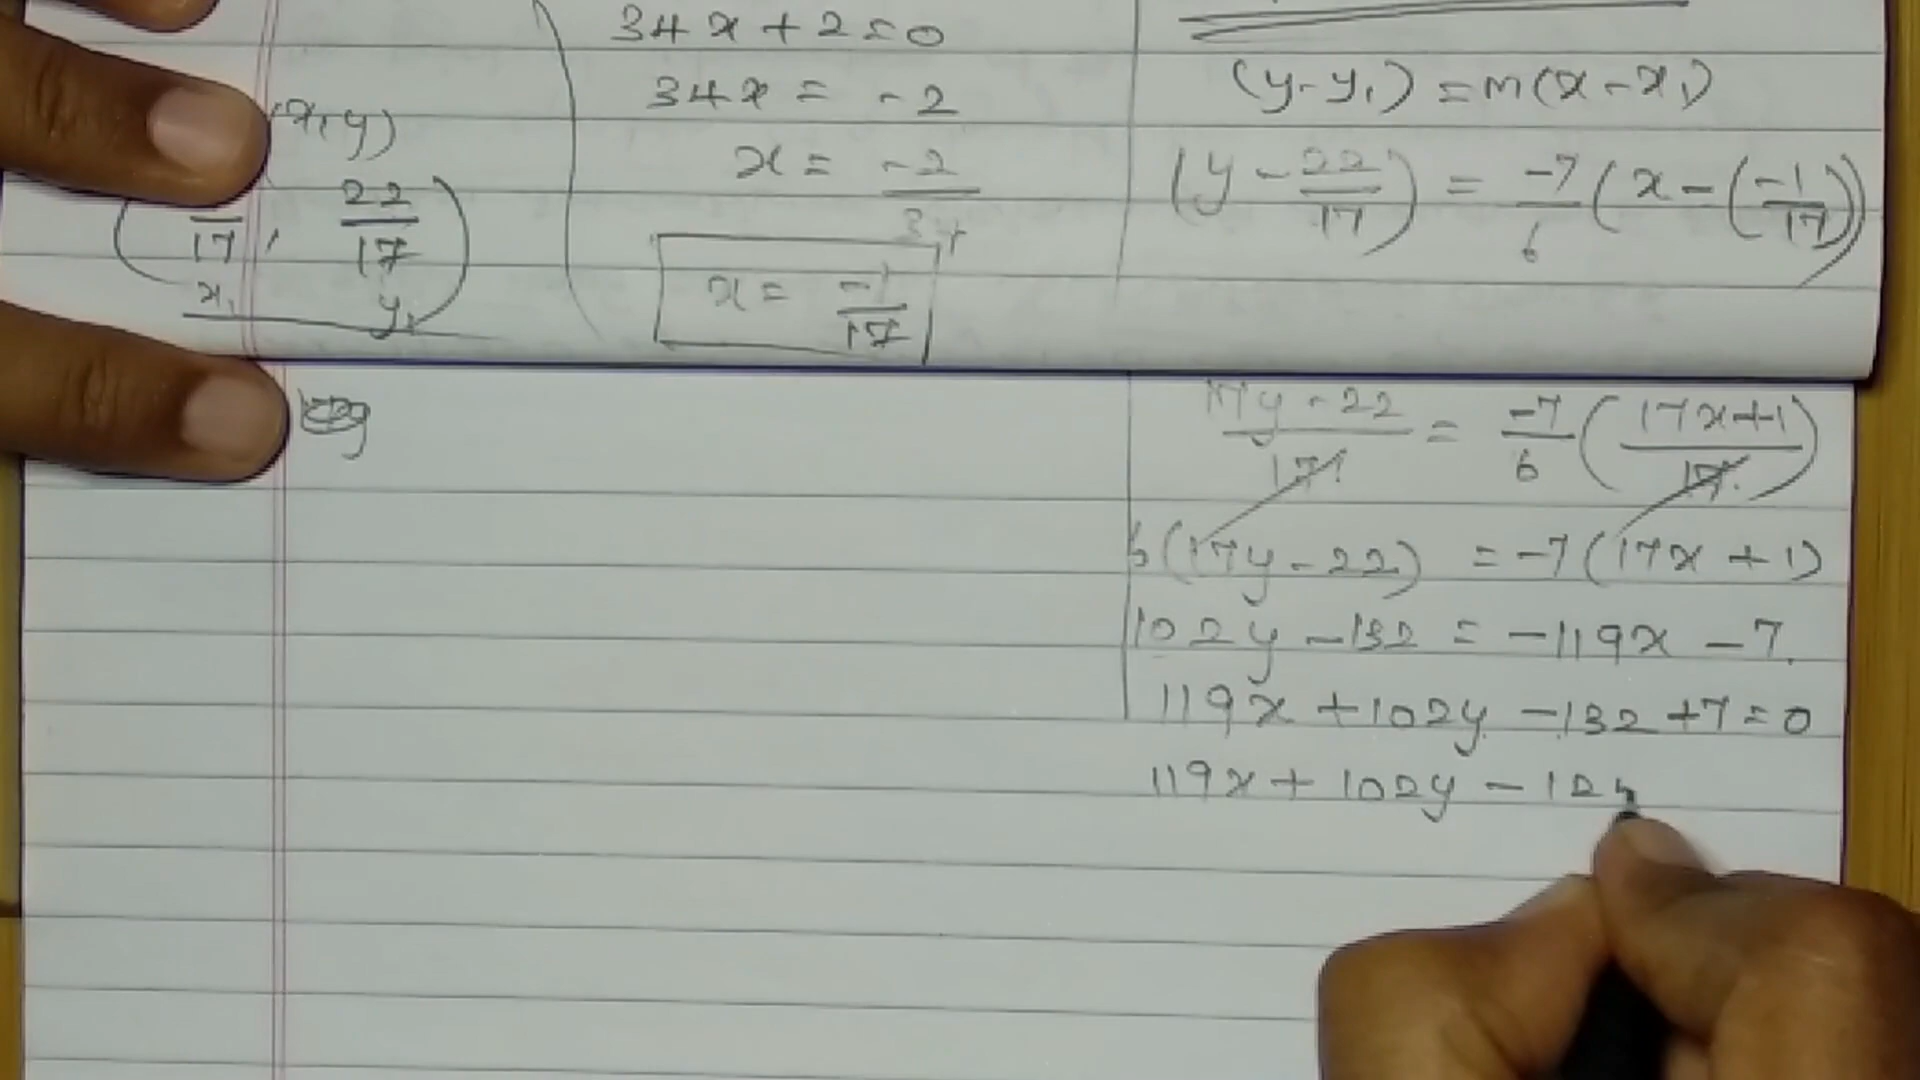 (x, y)
( /17 , 22/17 )
x₁ y₁
34x + 2 = 0
34x = -2
x = -2/34
x = -1/17
(y - y₁) = m(x - x₁)
(y - 22/17) = -7/6 (x - (-1/17))
17y - 22/17 = -7/6 (17x + 1/17)
6(17y - 22) = -7(17x + 1)
102y - 132 = -119x - 7
119x + 102y - 132 + 7 = 0
119x + 102y - 12